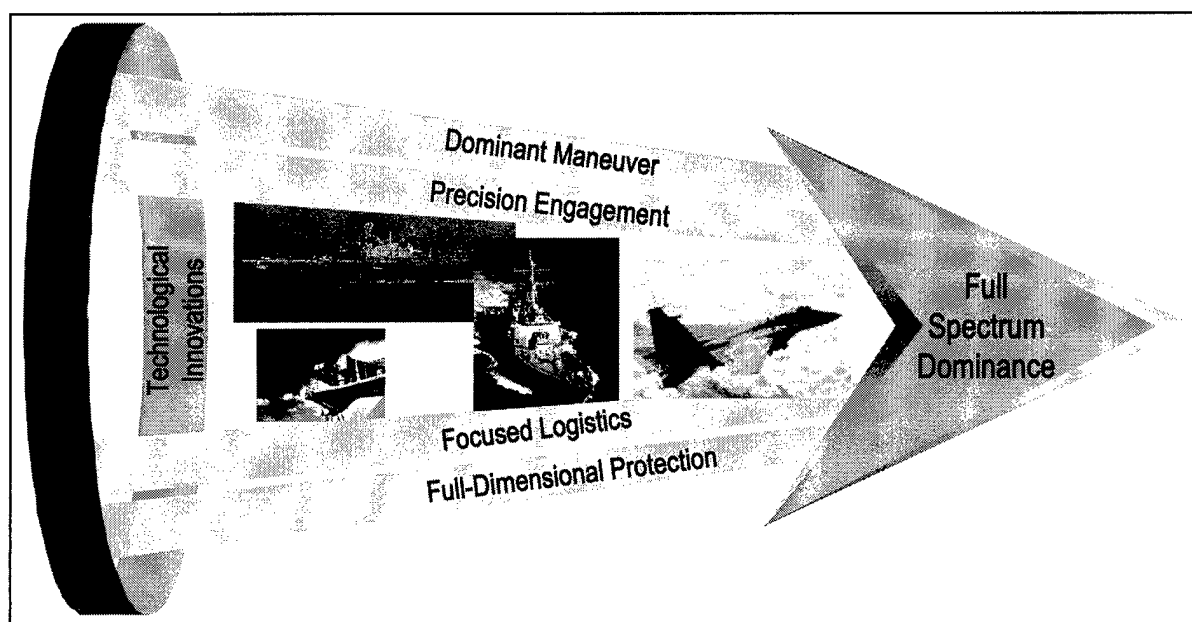 Technological
Innovations
Dominant Maneuver
Precision Engagement
Focused Logistics
Full-Dimensional Protection
Full
Spectrum
Dominance